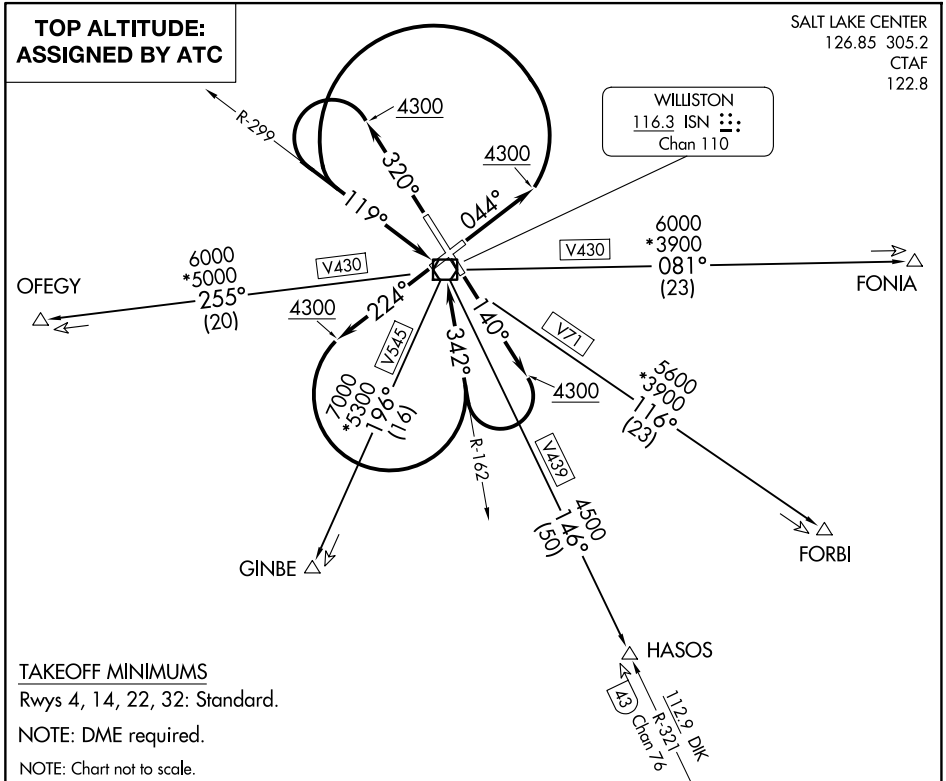 TOP ALTITUDE:
ASSIGNED BY ATC
SALT LAKE CENTER
126.85 305.2
CTAF
122.8
WILLISTON
116.3 ISN
Chan 110
R-299
4300
320°
119°
4300
044°
6000
*5000
255°
(20)
V430
OFEGY
V430
6000
*3900
081°
(23)
FONIA
4300
224°
V545
7000
*5300
196°
(16)
GINBE
342°
R-162
140°
4300
V71
5600
*3900
116°
(23)
FORBI
V439
4500
146°
(50)
HASOS
43
112.9 DIK
R-321
Chan 76
TAKEOFF MINIMUMS
Rwys 4, 14, 22, 32: Standard.
NOTE: DME required.
NOTE: Chart not to scale.